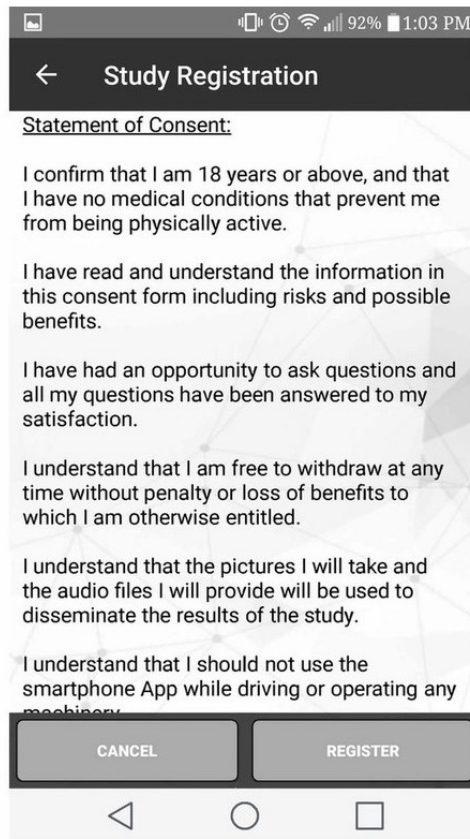 92% 1:03 PM
Study Registration
Statement of Consent:
I confirm that I am 18 years or above, and that
I have no medical conditions that prevent me
from being physically active.
I have read and understand the information in
this consent form including risks and possible
benefits.
I have had an opportunity to ask questions and
all my questions have been answered to my
satisfaction.
I understand that I am free to withdraw at any
time without penalty or loss of benefits to
which I am otherwise entitled.
I understand that the pictures I will take and
the audio files I will provide will be used to
disseminate the results of the study.
I understand that I should not use the
smartphone App while driving or operating any
machinery
CANCEL REGISTER